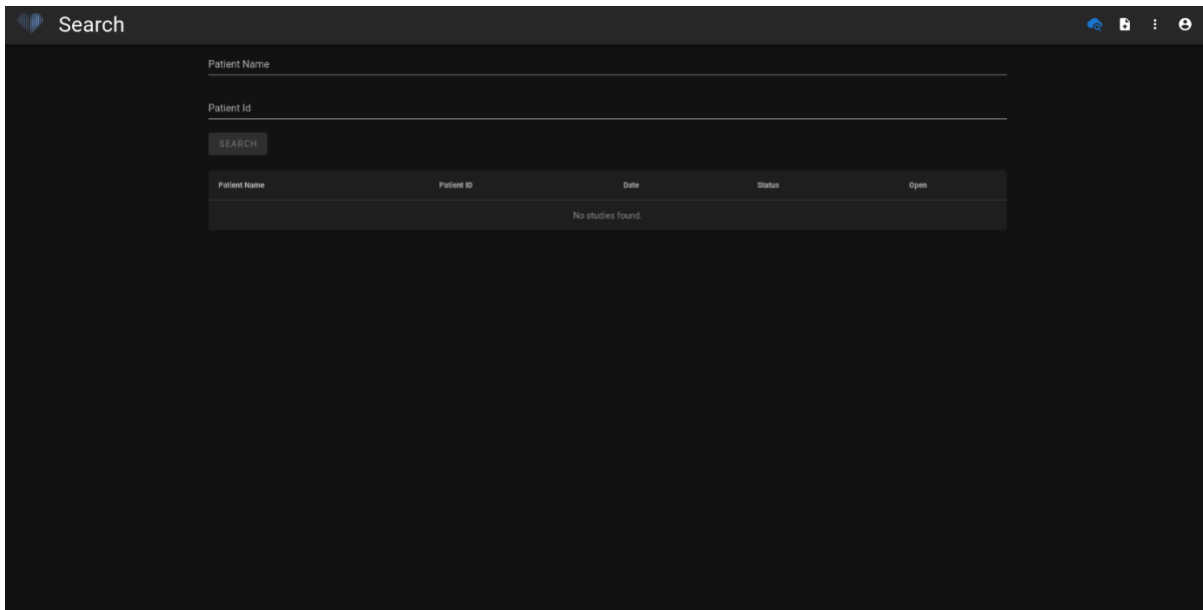 Search
Patient Name
Patient Id
SEARCH
Patient Name Patient ID Date Status Open
No studies found.